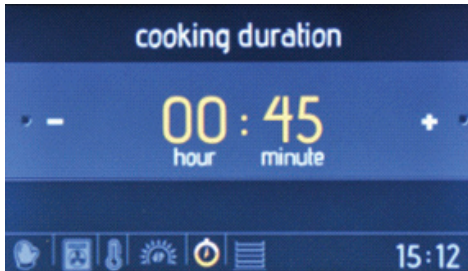 cooking duration
- 00 : 45 +
hour minute
15:12